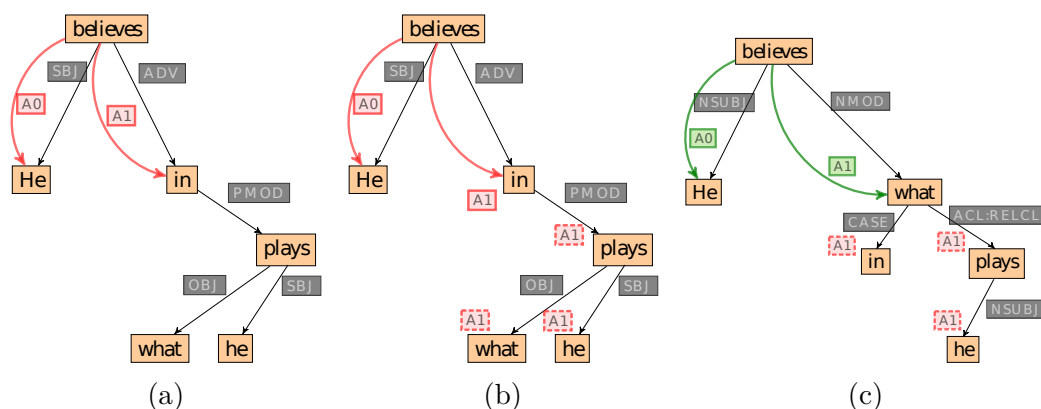 believes
SBJ
ADV
A0
A1
He
in
PMOD
plays
OBJ
SBJ
what
he
(a)
believes
SBJ
ADV
A0
He
in
A1
PMOD
A1
plays
OBJ
SBJ
A1
A1
what
he
(b)
believes
NSUBJ
NMOD
A0
A1
He
what
CASE
ACL:RELCL
A1
A1
in
plays
NSUBJ
A1
he
(c)